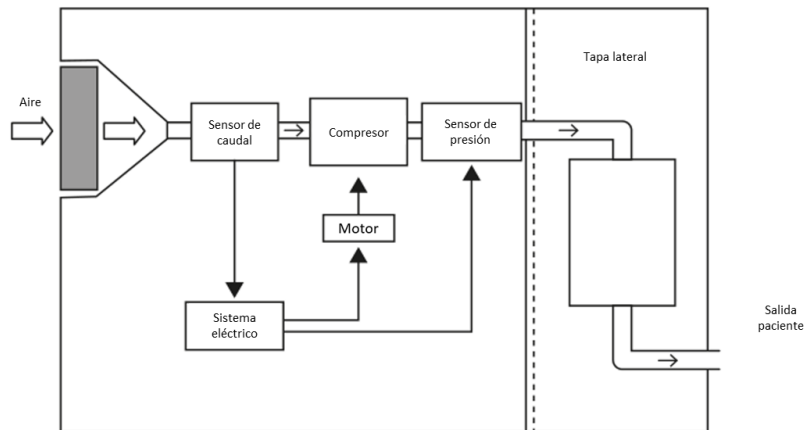 Tapa lateral
Aire
Sensor de
caudal
Compresor
Sensor de
presión
Motor
Sistema
eléctrico
Salida
paciente